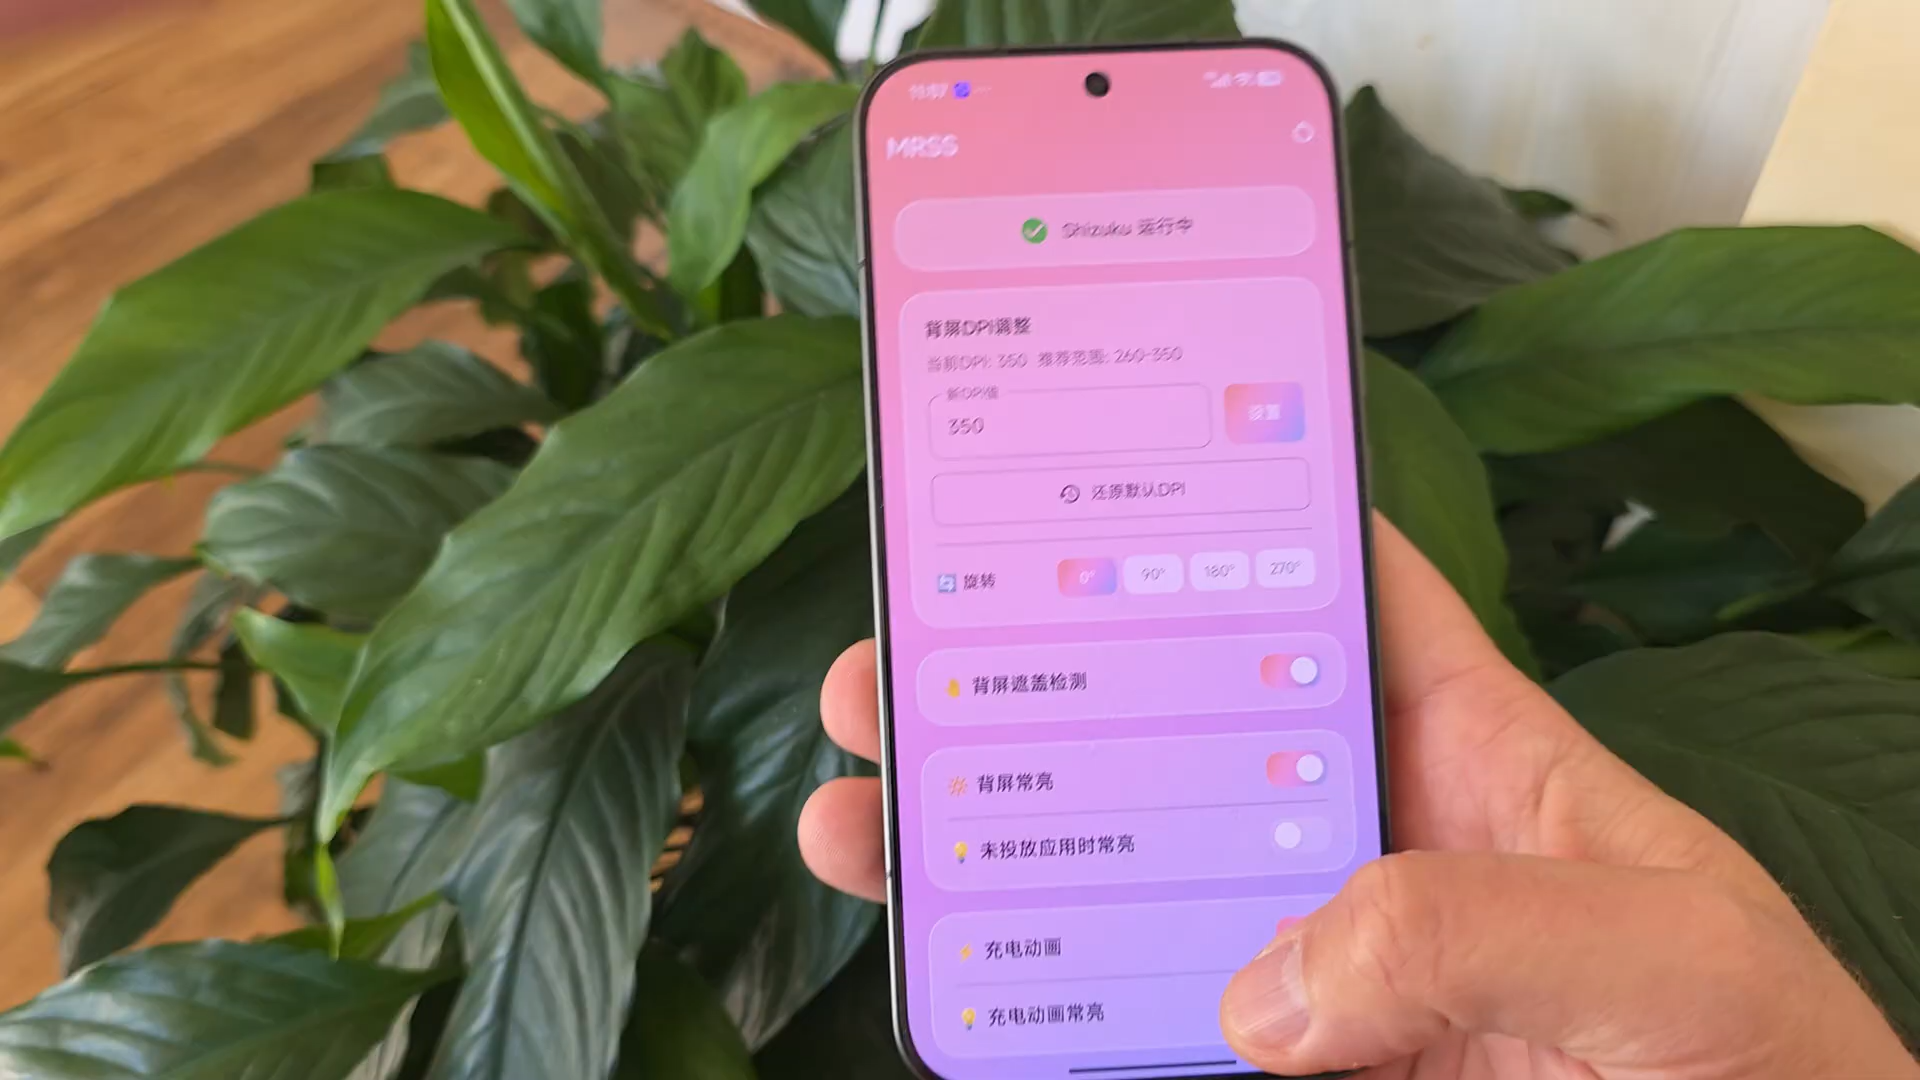 11:57
MRSS
Shizuku 运行中
背屏DPI调整
当前DPI: 350 推荐范围: 260-350
新DPI值
350
设置
还原默认DPI
旋转
0°
90°
180°
270°
背屏遮盖检测
背屏常亮
未投放应用时常亮
充电动画
充电动画常亮